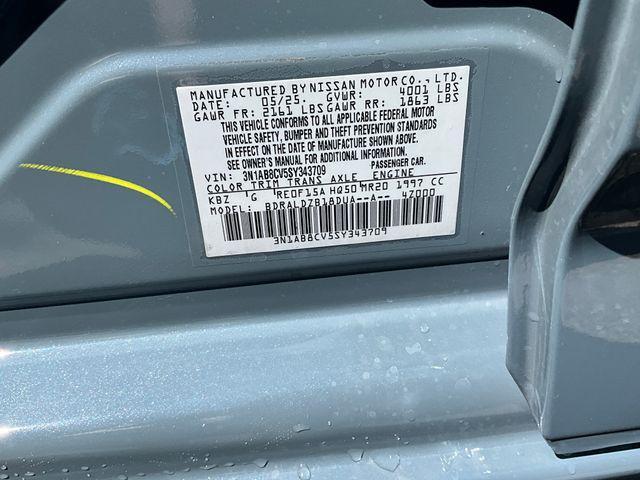 MANUFACTURED BY NISSAN MOTOR CO., LTD.
DATE: 05/25. GVWR: 4001 LBS
GAWR FR: 2161 LBS GAWR RR: 1863 LBS
THIS VEHICLE CONFORMS TO ALL APPLICABLE FEDERAL MOTOR
VEHICLE SAFETY, BUMPER AND THEFT PREVENTION STANDARDS
IN EFFECT ON THE DATE OF MANUFACTURE SHOWN ABOVE.
SEE OWNER'S MANUAL FOR ADDITIONAL INFORMATION.
VIN: 3N1AB8CV5SY343709 PASSENGER CAR.
COLOR TRIM TRANS AXLE ENGINE
KBZ G RE0F15A HQ50 MR20 1997 CC
MODEL: BDRALDZB18DUA--A-- 4Z000
3N1AB8CV5SY343709